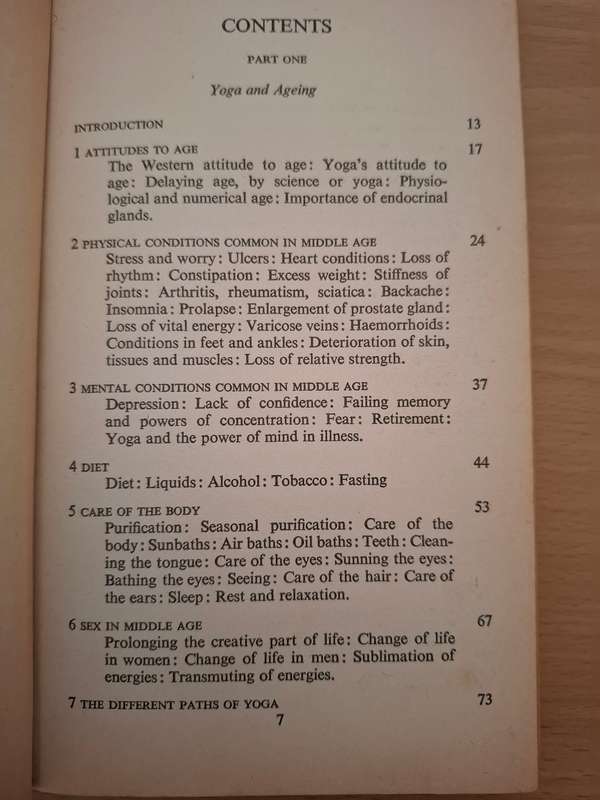 CONTENTS
PART ONE
Yoga and Ageing
INTRODUCTION 13
1 ATTITUDES TO AGE 17
The Western attitude to age: Yoga's attitude to
age: Delaying age, by science or yoga: Physio-
logical and numerical age: Importance of endocrinal
glands.
2 PHYSICAL CONDITIONS COMMON IN MIDDLE AGE 24
Stress and worry: Ulcers: Heart conditions: Loss of
rhythm: Constipation: Excess weight: Stiffness of
joints: Arthritis, rheumatism, sciatica: Backache:
Insomnia: Prolapse: Enlargement of prostate gland:
Loss of vital energy: Varicose veins: Haemorrhoids:
Conditions in feet and ankles: Deterioration of skin,
tissues and muscles: Loss of relative strength.
3 MENTAL CONDITIONS COMMON IN MIDDLE AGE 37
Depression: Lack of confidence: Failing memory
and powers of concentration: Fear: Retirement:
Yoga and the power of mind in illness.
4 DIET 44
Diet: Liquids: Alcohol: Tobacco: Fasting
5 CARE OF THE BODY 53
Purification: Seasonal purification: Care of the
body: Sunbaths: Air baths: Oil baths: Teeth: Clean-
ing the tongue: Care of the eyes: Sunning the eyes:
Bathing the eyes: Seeing: Care of the hair: Care of
the ears: Sleep: Rest and relaxation.
6 SEX IN MIDDLE AGE 67
Prolonging the creative part of life: Change of life
in women: Change of life in men: Sublimation of
energies: Transmuting of energies.
7 THE DIFFERENT PATHS OF YOGA 73
7